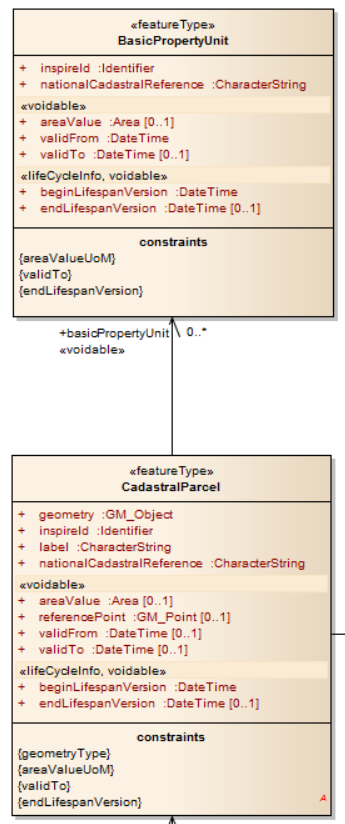 «featureType»
BasicPropertyUnit
+ inspireId :Identifier
+ nationalCadastralReference :CharacterString
«voidable»
+ areaValue :Area [0..1]
+ validFrom :DateTime
+ validTo :DateTime [0..1]
«lifeCycleInfo, voidable»
+ beginLifespanVersion :DateTime
+ endLifespanVersion :DateTime [0..1]
constraints
{areaValueUoM}
{validTo}
{endLifespanVersion}
+basicPropertyUnit 0..*
«voidable»
«featureType»
CadastralParcel
+ geometry :GM_Object
+ inspireId :Identifier
+ label :CharacterString
+ nationalCadastralReference :CharacterString
«voidable»
+ areaValue :Area [0..1]
+ referencePoint :GM_Point [0..1]
+ validFrom :DateTime [0..1]
+ validTo :DateTime [0..1]
«lifeCycleInfo, voidable»
+ beginLifespanVersion :DateTime
+ endLifespanVersion :DateTime [0..1]
constraints
{geometryType}
{areaValueUoM}
{validTo}
{endLifespanVersion}
A